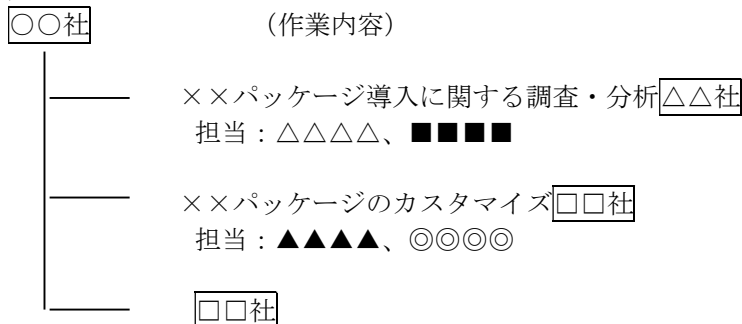 ○○社　　　　（作業内容）
××パッケージ導入に関する調査・分析△△社
担当：△△△△、■■■■
××パッケージのカスタマイズ□□社
担当：▲▲▲▲、◎◎◎◎
□□社